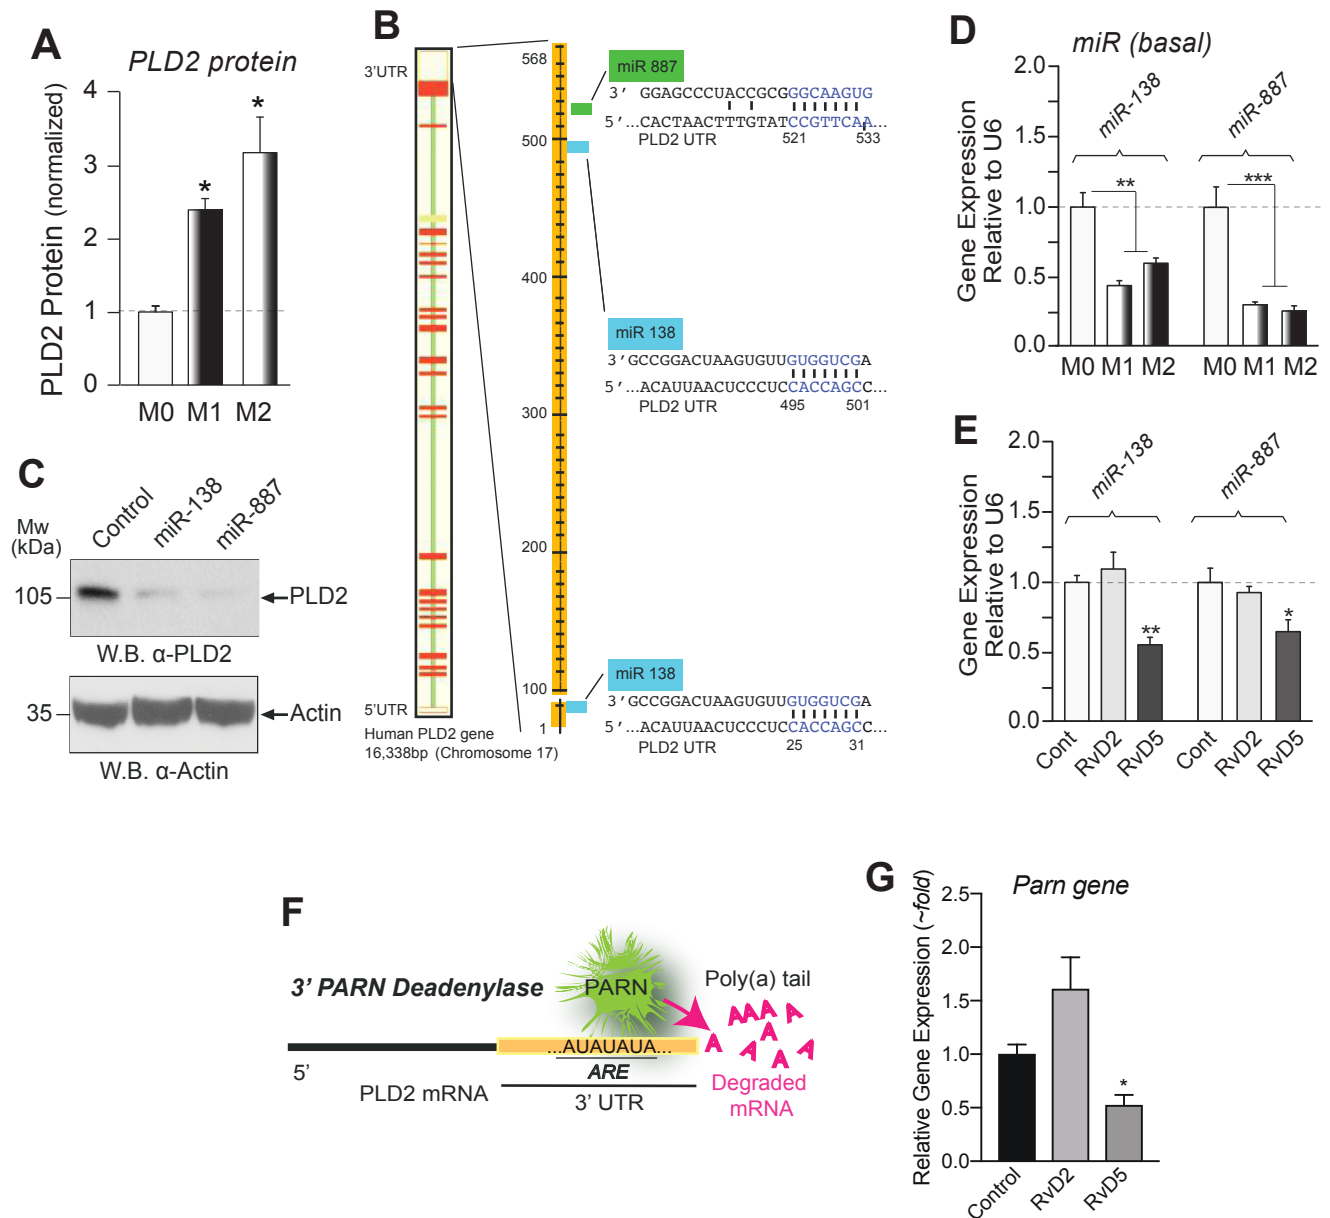 A
PLD2 protein
PLD2 Protein (normalized)
4
3
2
1
0
*
*
M0 M1 M2
B
3'UTR
5'UTR
Human PLD2 gene
16,338bp (Chromosome 17)
568
500
400
300
200
100
1
miR 887
3' GGAGCCCUACCGCGGGCAAGUG
5'...CACTAACTTTGTATCCGTTCAA...
PLD2 UTR 521 533
miR 138
3'GCCGGACUAAGUGUUGUGGUCGA
5'...ACAUUAACUCCCUCCACCAGCC...
PLD2 UTR 495 501
miR 138
3'GCCGGACUAAGUGUUGUGGUCGA
5'...ACAUUAACUCCCUCCACCAGCC...
PLD2 UTR 25 31
C
Mw
(kDa)
Control
miR-138
miR-887
105
PLD2
W.B. α-PLD2
35
Actin
W.B. α-Actin
D
miR (basal)
Gene Expression
Relative to U6
2.0
1.5
1.0
0.5
0.0
miR-138
miR-887
**
***
M0 M1 M2 M0 M1 M2
E
Gene Expression
Relative to U6
2.0
1.5
1.0
0.5
0.0
miR-138
miR-887
**
*
Cont RvD2 RvD5 Cont RvD2 RvD5
F
3' PARN Deadenylase
PARN
Poly(a) tail
AAA A
A
A A A
A
...AUAUAUA...
ARE
5'
PLD2 mRNA
3' UTR
Degraded
mRNA
G
Parn gene
Relative Gene Expression (~fold)
2.5
2.0
1.5
1.0
0.5
0.0
*
Control RvD2 RvD5